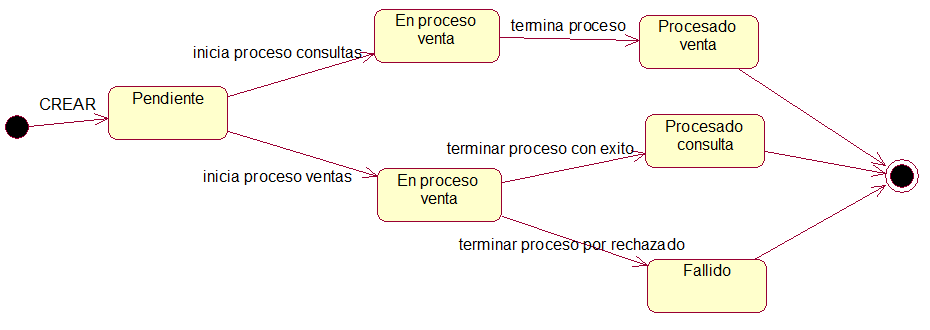 En proceso
venta
termina proceso
Procesado
venta
inicia proceso consultas
CREAR
Pendiente
Procesado
consulta
terminar proceso con exito
inicia proceso ventas
En proceso
venta
terminar proceso por rechazado
Fallido